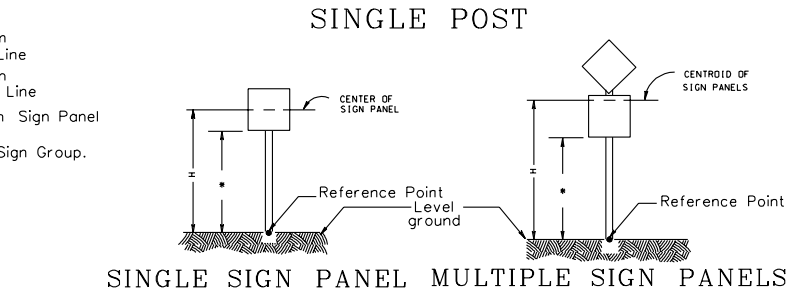 SINGLE POST
n
Line
n
Line
n Sign Panel
Sign Group.
CENTER OF
SIGN PANEL
H
*
Reference Point
Level
ground
CENTROID OF
SIGN PANELS
H
*
Reference Point
SINGLE SIGN PANEL
MULTIPLE SIGN PANELS